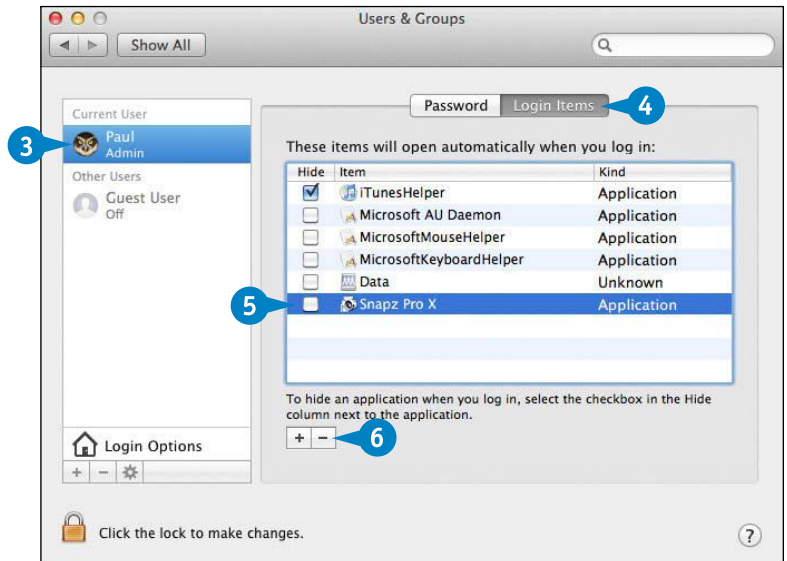 Users & Groups
Show All
Password Login Items 4
Current User
3 Paul
Admin
Other Users
Guest User
Off
These items will open automatically when you log in:
Hide Item Kind
iTunesHelper Application
Microsoft AU Daemon Application
MicrosoftMouseHelper Application
MicrosoftKeyboardHelper Application
Data Unknown
5 Snapz Pro X Application
To hide an application when you log in, select the checkbox in the Hide
column next to the application.
+ − 6
Login Options
+ −
Click the lock to make changes.
?